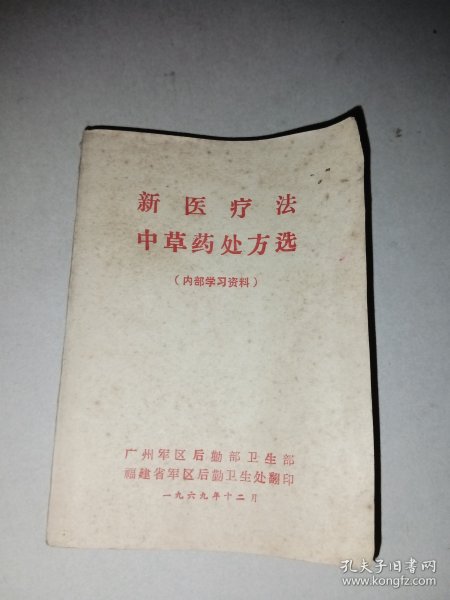 新医疗法
中草药处方选
（内部学习资料）
广州军区后勤部卫生部
福建省军区后勤卫生处翻印
一九六九年十二月
孔夫子旧书网
www.kongfz.com